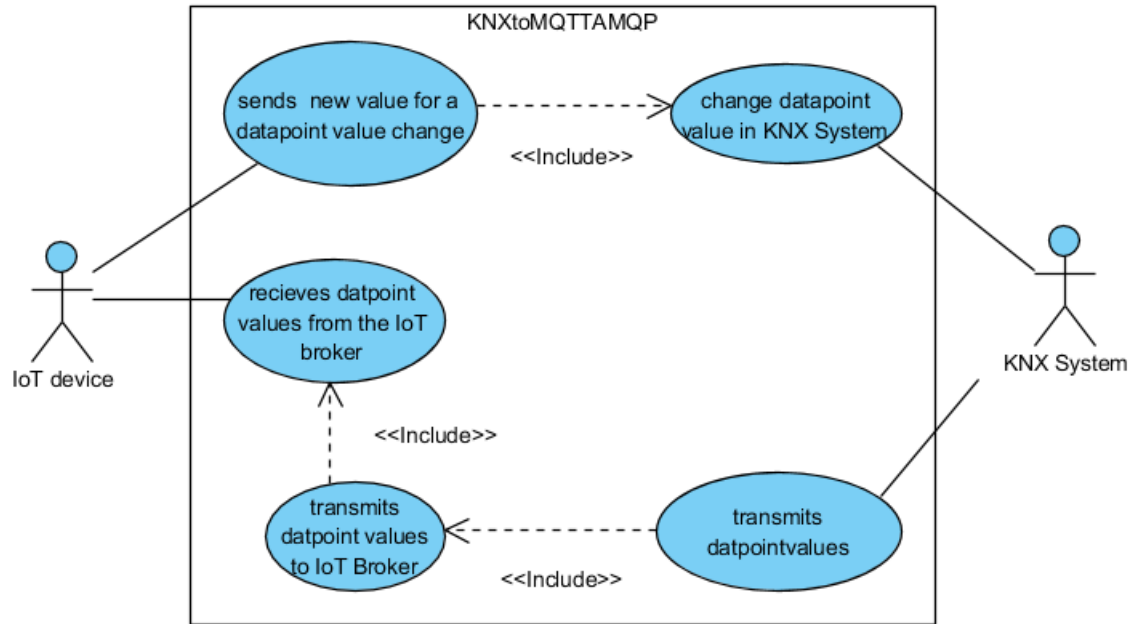 KNXtoMQTTAMQP
sends  new value for a
datapoint value change
<<Include>>
change datapoint
value in KNX System
recieves datpoint
values from the IoT
broker
IoT device
KNX System
<<Include>>
transmits
datpoint values
to IoT Broker
<<Include>>
transmits
datpointvalues